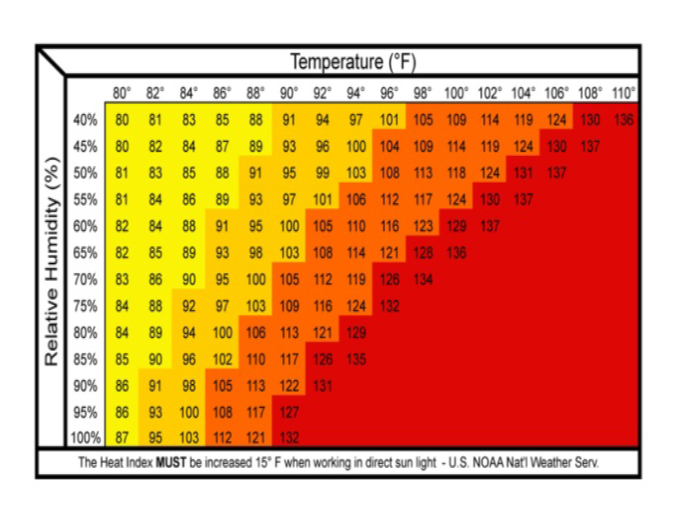 Temperature (°F)
80° 82° 84° 86° 88° 90° 92° 94° 96° 98° 100° 102° 104° 106° 108° 110°
Relative Humidity (%)
40% 80 81 83 85 88 91 94 97 101 105 109 114 119 124 130 136
45% 80 82 84 87 89 93 96 100 104 109 114 119 124 130 137
50% 81 83 85 88 91 95 99 103 108 113 118 124 131 137
55% 81 84 86 89 93 97 101 106 112 117 124 130 137
60% 82 84 88 91 95 100 105 110 116 123 129 137
65% 82 85 89 93 98 103 108 114 121 128 136
70% 83 86 90 95 100 105 112 119 126 134
75% 84 88 92 97 103 109 116 124 132
80% 84 89 94 100 106 113 121 129
85% 85 90 96 102 110 117 126 135
90% 86 91 98 105 113 122 131
95% 86 93 100 108 117 127
100% 87 95 103 112 121 132
The Heat Index MUST be increased 15° F when working in direct sun light - U.S. NOAA Nat'l Weather Serv.